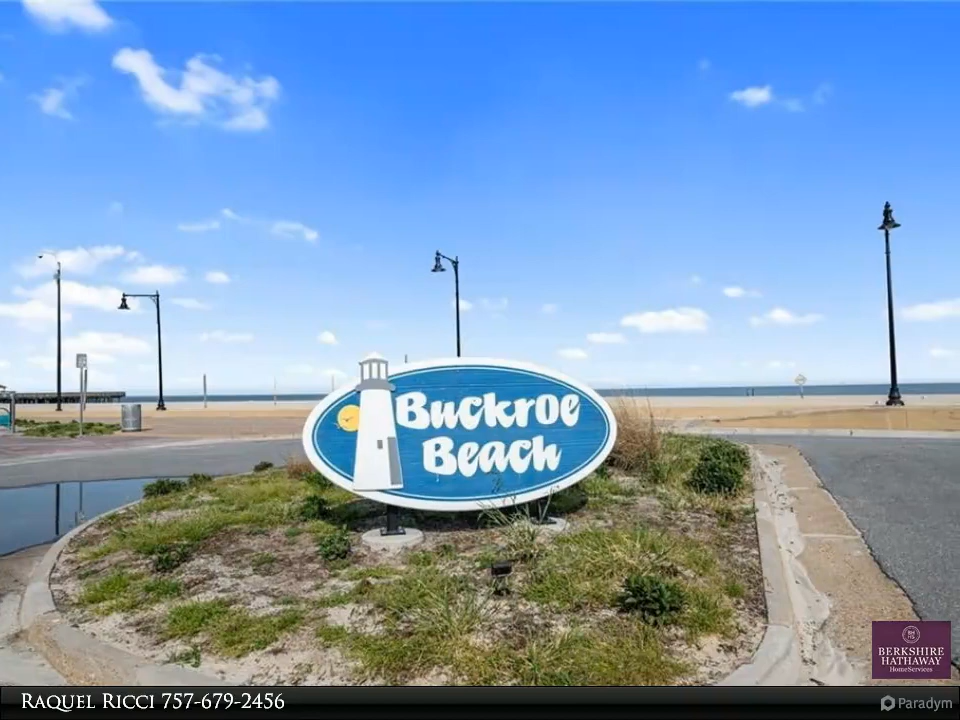 Buckroe
Beach
BERKSHIRE
HATHAWAY
HomeServices
Raquel Ricci 757-679-2456
Paradym